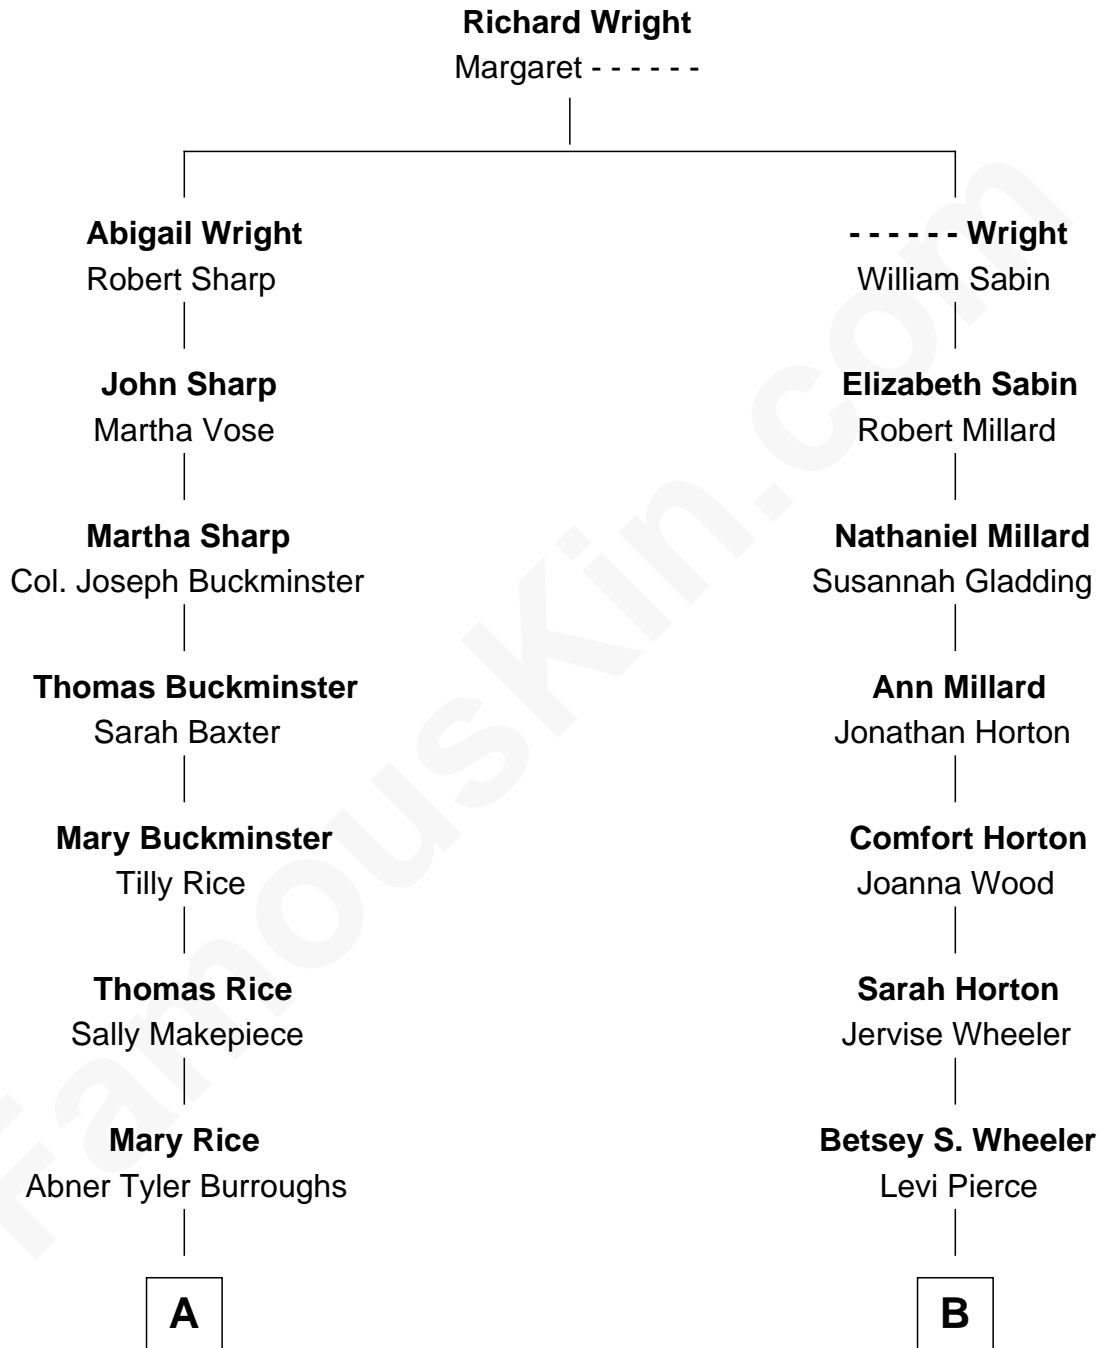 Richard Wright
Margaret - - - - - -
Abigail Wright
Robert Sharp
- - - - - - Wright
William Sabin
John Sharp
Martha Vose
Elizabeth Sabin
Robert Millard
Martha Sharp
Col. Joseph Buckminster
Nathaniel Millard
Susannah Gladding
Thomas Buckminster
Sarah Baxter
Ann Millard
Jonathan Horton
Mary Buckminster
Tilly Rice
Comfort Horton
Joanna Wood
Thomas Rice
Sally Makepiece
Sarah Horton
Jervise Wheeler
Mary Rice
Abner Tyler Burroughs
Betsey S. Wheeler
Levi Pierce
A
B
FamousKin.com